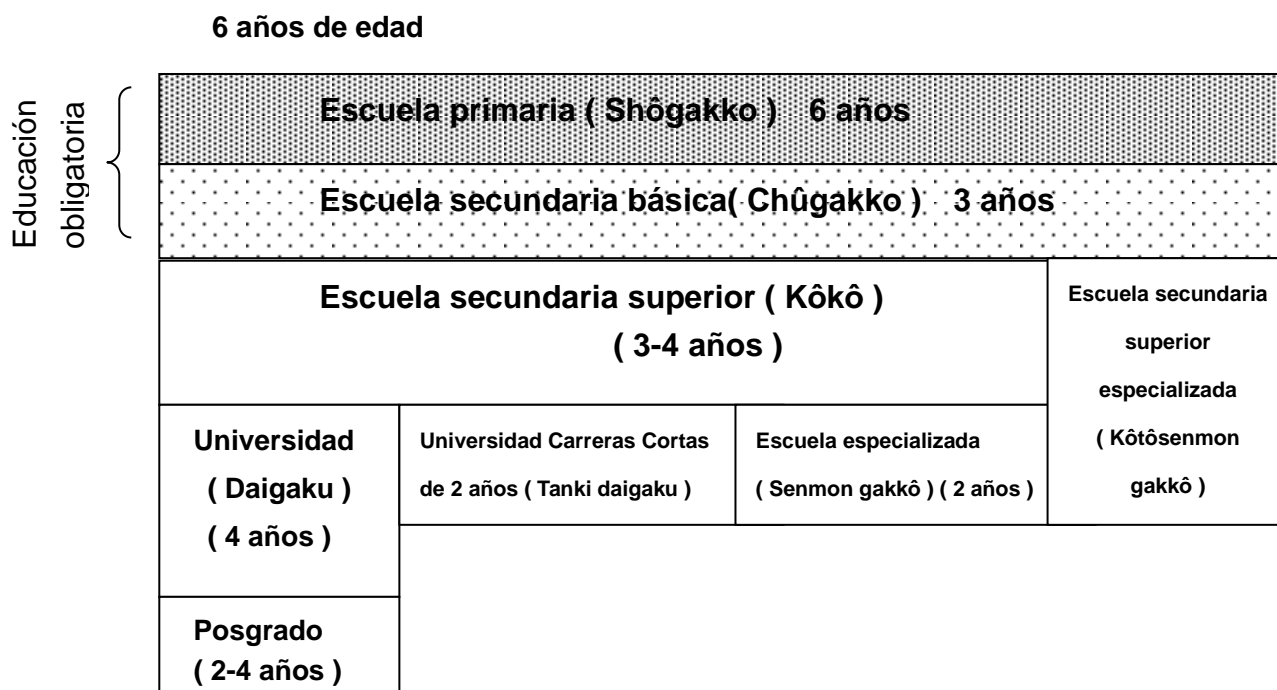 6 años de edad
Educación
obligatoria
Escuela primaria ( Shôgakko ) 6 años
Escuela secundaria básica( Chûgakko ) 3 años
Escuela secundaria superior ( Kôkô )
( 3-4 años )
Escuela secundaria
superior
especializada
( Kôtôsenmon
gakkô )
Universidad
( Daigaku )
( 4 años )
Universidad Carreras Cortas
de 2 años ( Tanki daigaku )
Escuela especializada
( Senmon gakkô ) ( 2 años )
Posgrado
( 2-4 años )